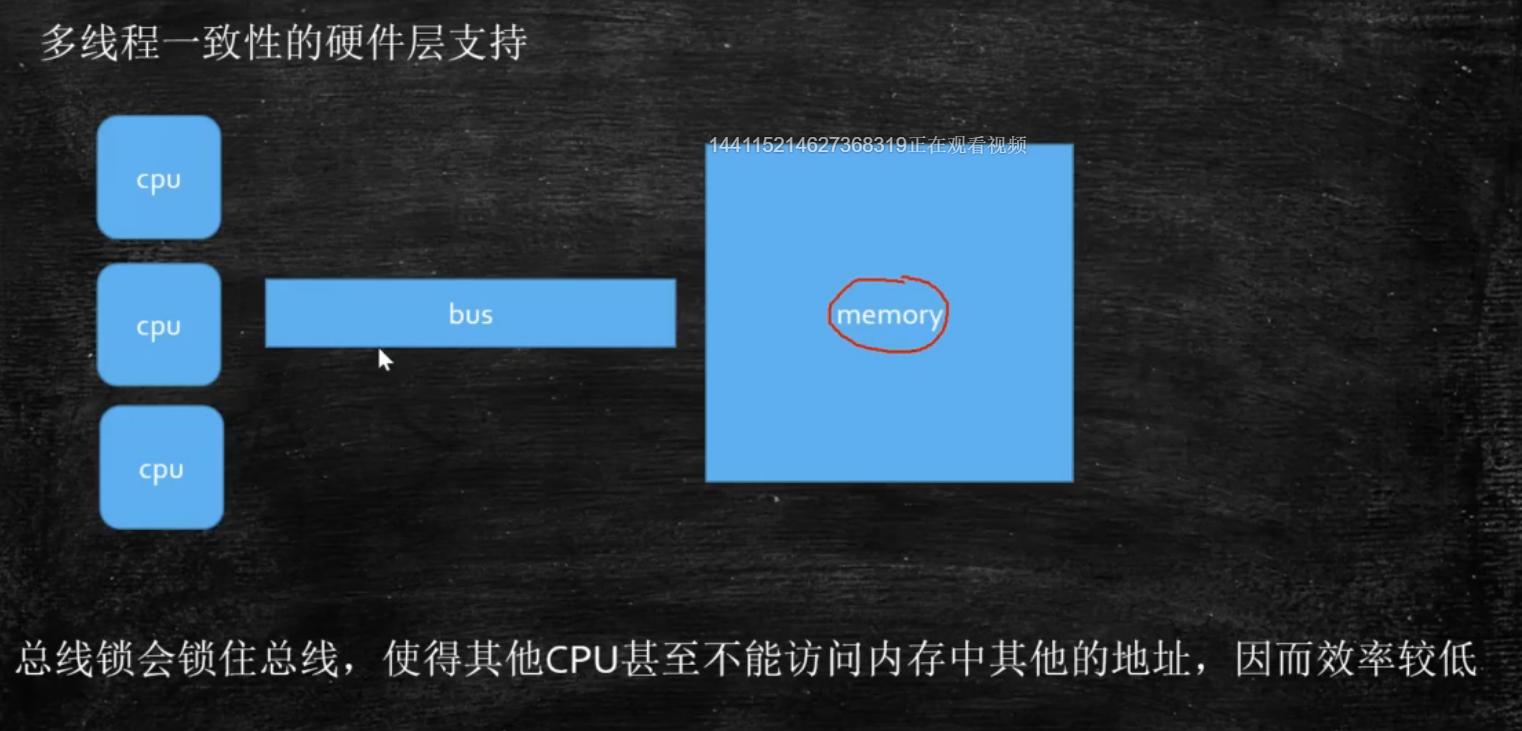 多线程一致性的硬件层支持
cpu
144115214627368319正在观看视频
cpu
bus
memory
cpu
总线锁会锁住总线，使得其他CPU甚至不能访问内存中其他的地址，因而效率较低